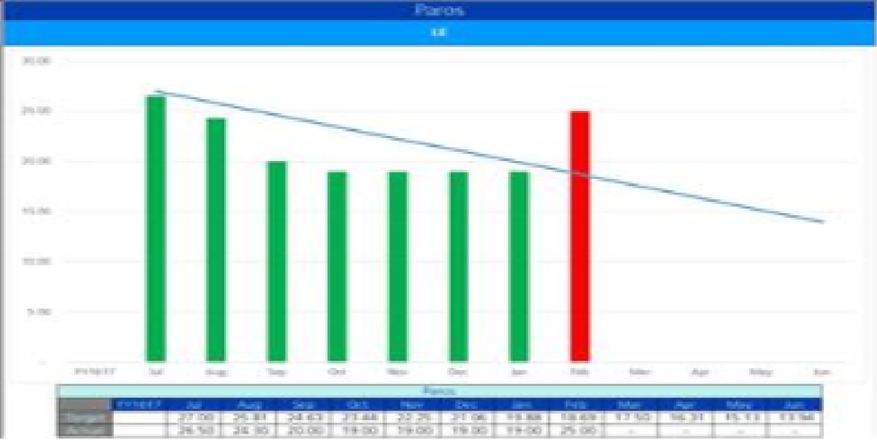 Paros
LE
30.00
25.00
20.00
15.00
10.00
5.00
-
FY16F7 Jul Aug Sep Oct Nov Dec Jan Feb Mar Apr May Jun
Paros
FY16F7 Jul Aug Sep Oct Nov Dec Jan Feb Mar Apr May Jun
Target 27.00 25.81 24.63 23.44 22.25 21.06 19.88 18.69 17.50 16.31 15.13 13.94
Actual 26.50 24.30 20.00 19.00 19.00 19.00 19.00 25.00 - - - -